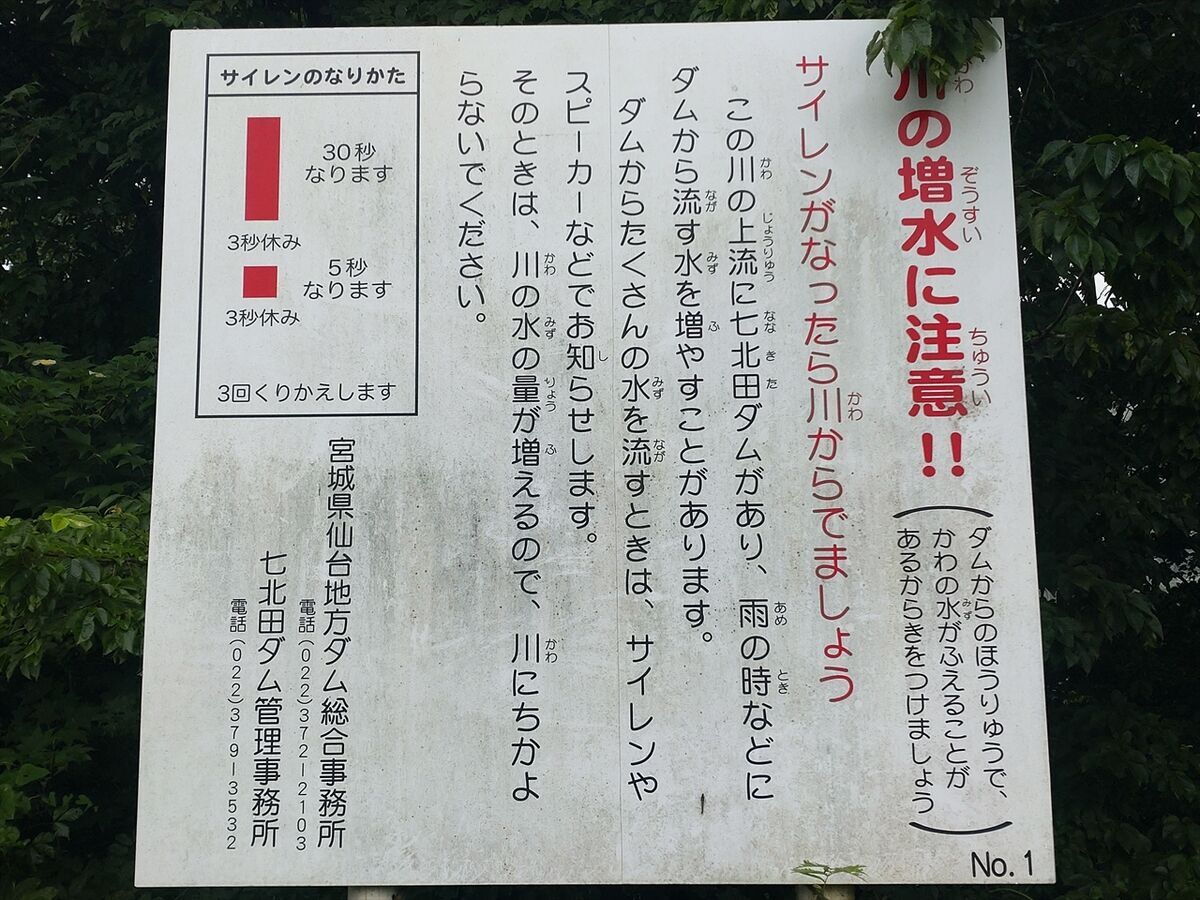 川の増水に注意!!
ダムからのほうりゅうで、
かわの水がふえることが
あるからきをつけましょう
サイレンがなったら川からでましょう
この川の上流に七北田ダムがあり、雨の時などに
ダムから流す水を増やすことがあります。
ダムからたくさんの水を流すときは、サイレンや
スピーカーなどでお知らせします。
そのときは、川の水の量が増えるので、川にちかよ
らないでください。
サイレンのなりかた
30秒
なります
3秒休み
5秒
なります
3秒休み
3回くりかえします
宮城県仙台地方ダム総合事務所
電話(022)372-2103
七北田ダム管理事務所
電話(022)379-3532
No.1